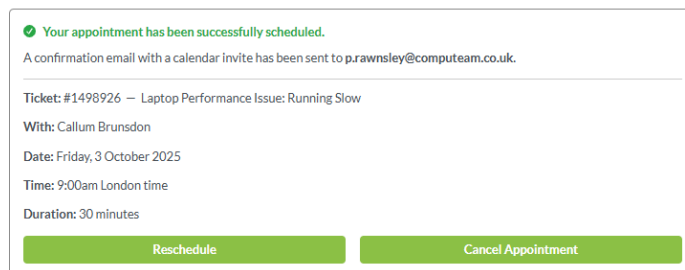 Your appointment has been successfully scheduled.
A confirmation email with a calendar invite has been sent to p.rawnsley@computeam.co.uk.
Ticket: #1498926 — Laptop Performance Issue: Running Slow
With: Callum Brunsdon
Date: Friday, 3 October 2025
Time: 9:00am London time
Duration: 30 minutes
Reschedule
Cancel Appointment